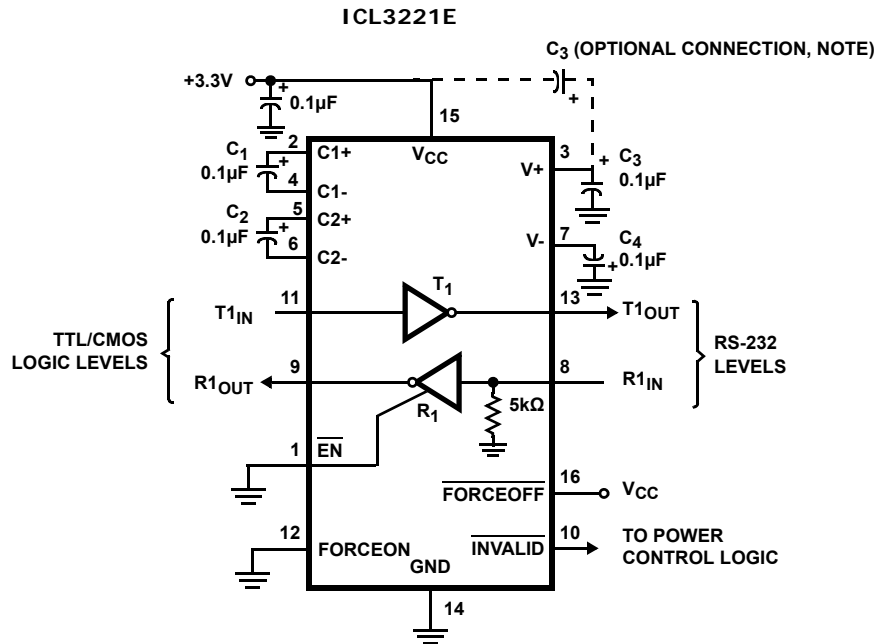 ICL3221E
C3 (OPTIONAL CONNECTION, NOTE)
+3.3V
+
0.1µF
+
15
2
C1+
VCC
3
+
C1
0.1µF
+
4
C1-
V+
C3
0.1µF
5
C2+
C2
0.1µF
+
6
C2-
V-
7
C4
0.1µF
+
T1
T1IN
11
13
T1OUT
TTL/CMOS
LOGIC LEVELS
RS-232
LEVELS
R1OUT
9
8
R1IN
R1
5kΩ
1
EN
16
FORCEOFF
VCC
12
FORCEON
INVALID
10
TO POWER
CONTROL LOGIC
GND
14